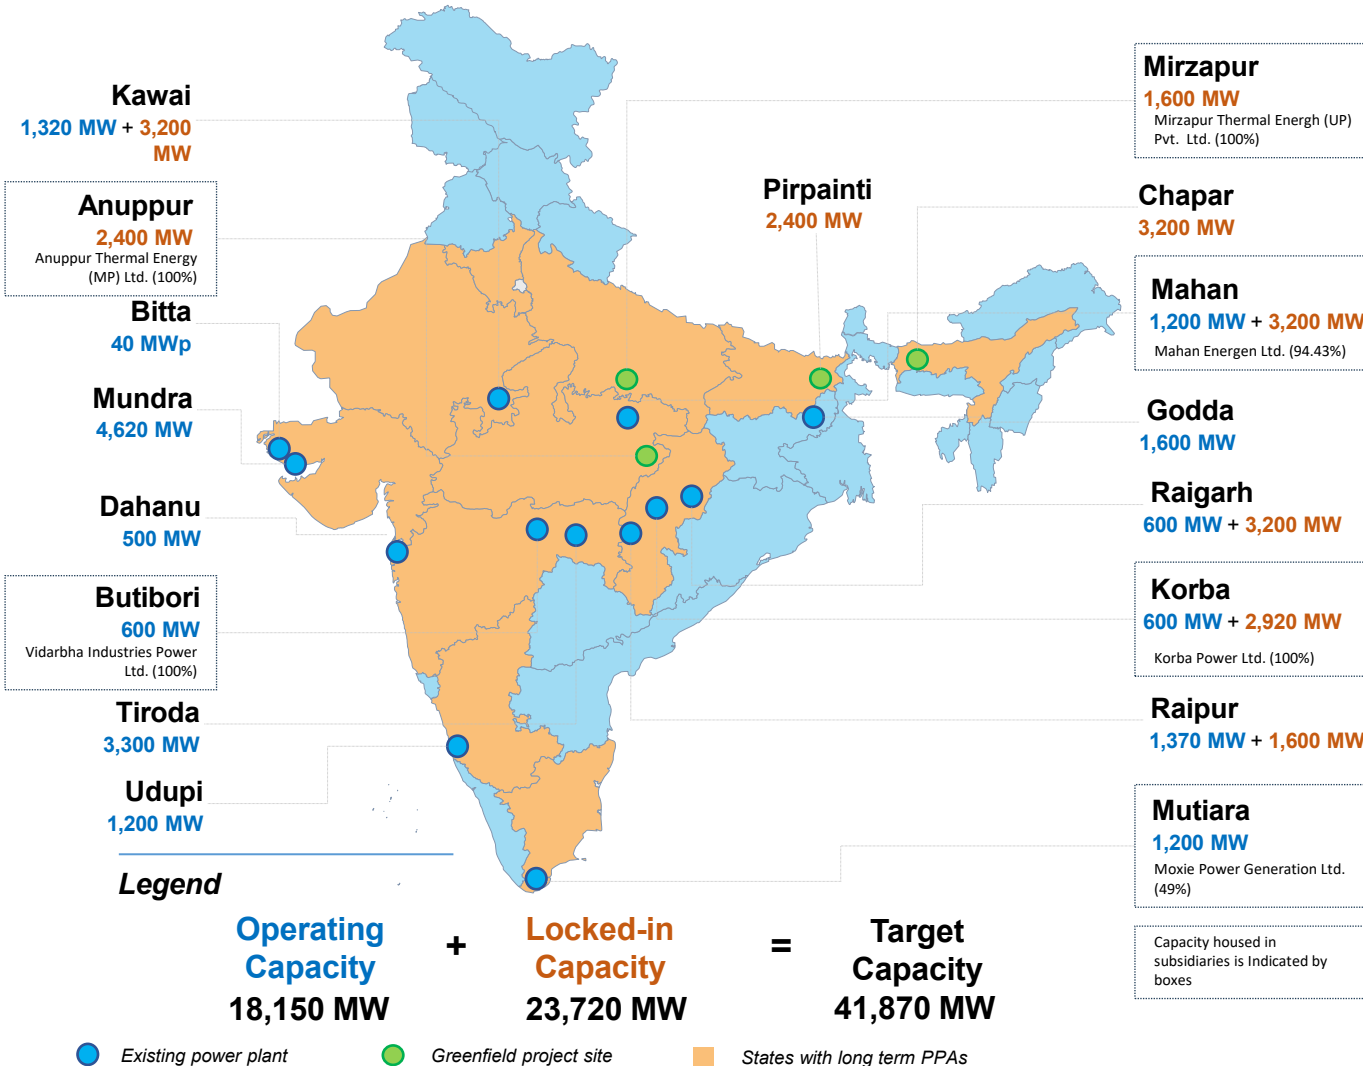 Kawai
1,320 MW + 3,200
MW
Anuppur
2,400 MW
Anuppur Thermal Energy
(MP) Ltd. (100%)
Bitta
40 MWp
Mundra
4,620 MW
Dahanu
500 MW
Butibori
600 MW
Vidarbha Industries Power
Ltd. (100%)
Tiroda
3,300 MW
Udupi
1,200 MW
Pirpainti
2,400 MW
Mirzapur
1,600 MW
Mirzapur Thermal Energh (UP)
Pvt. Ltd. (100%)
Chapar
3,200 MW
Mahan
1,200 MW + 3,200 MW
Mahan Energen Ltd. (94.43%)
Godda
1,600 MW
Raigarh
600 MW + 3,200 MW
Korba
600 MW + 2,920 MW
Korba Power Ltd. (100%)
Raipur
1,370 MW + 1,600 MW
Mutiara
1,200 MW
Moxie Power Generation Ltd.
(49%)
Capacity housed in
subsidiaries is Indicated by
boxes
Legend
Operating
Capacity
18,150 MW
+
Locked-in
Capacity
23,720 MW
=
Target
Capacity
41,870 MW
Existing power plant
Greenfield project site
States with long term PPAs